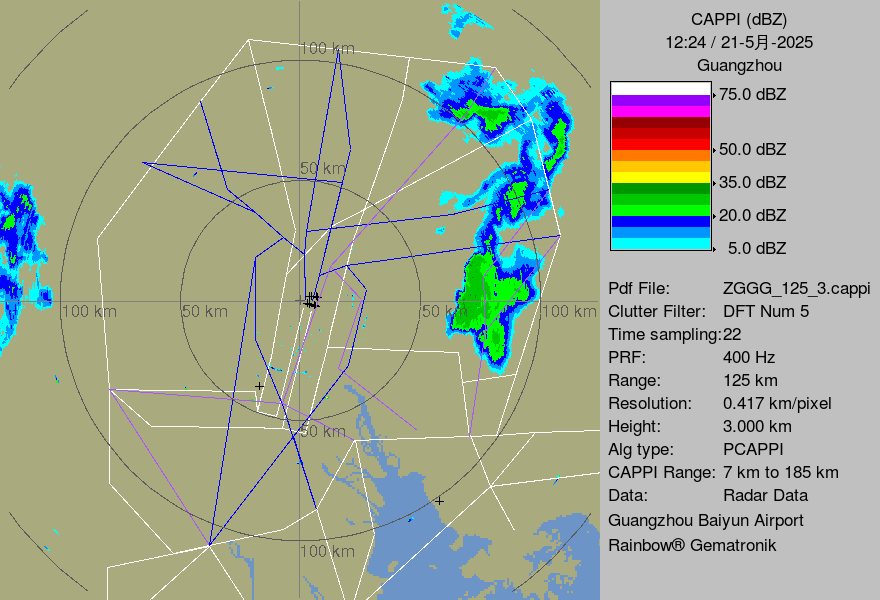 100 km
50 km
100 km
50 km
50 km
100 km
50 km
100 km
CAPPI (dBZ)
12:24 / 21-5月-2025
Guangzhou
75.0 dBZ
50.0 dBZ
35.0 dBZ
20.0 dBZ
5.0 dBZ
Pdf File: ZGGG_125_3.cappi
Clutter Filter: DFT Num 5
Time sampling:22
PRF: 400 Hz
Range: 125 km
Resolution: 0.417 km/pixel
Height: 3.000 km
Alg type: PCAPPI
CAPPI Range: 7 km to 185 km
Data: Radar Data
Guangzhou Baiyun Airport
Rainbow® Gematronik